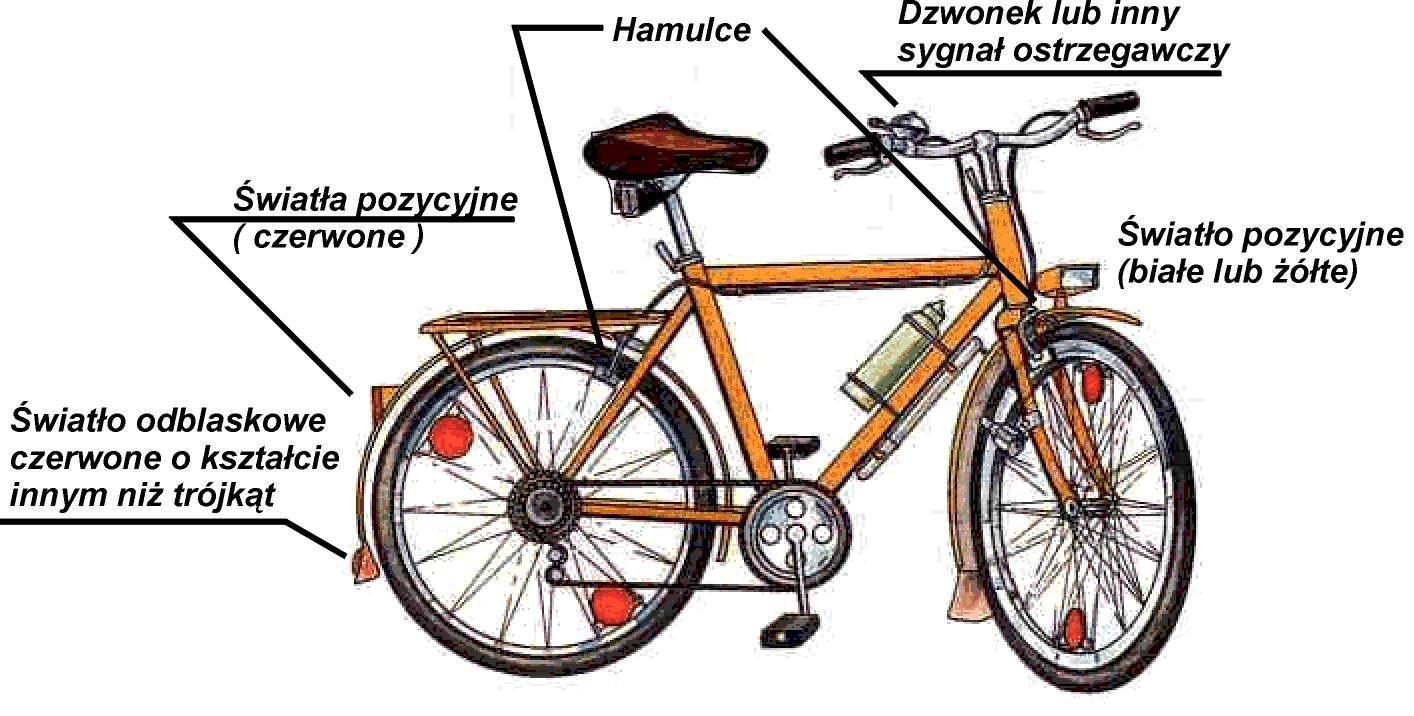 Hamulce
Dzwonek lub inny
sygnał ostrzegawczy
Światła pozycyjne
( czerwone )
Światło pozycyjne
(białe lub żółte)
Światło odblaskowe
czerwone o kształcie
innym niż trójkąt